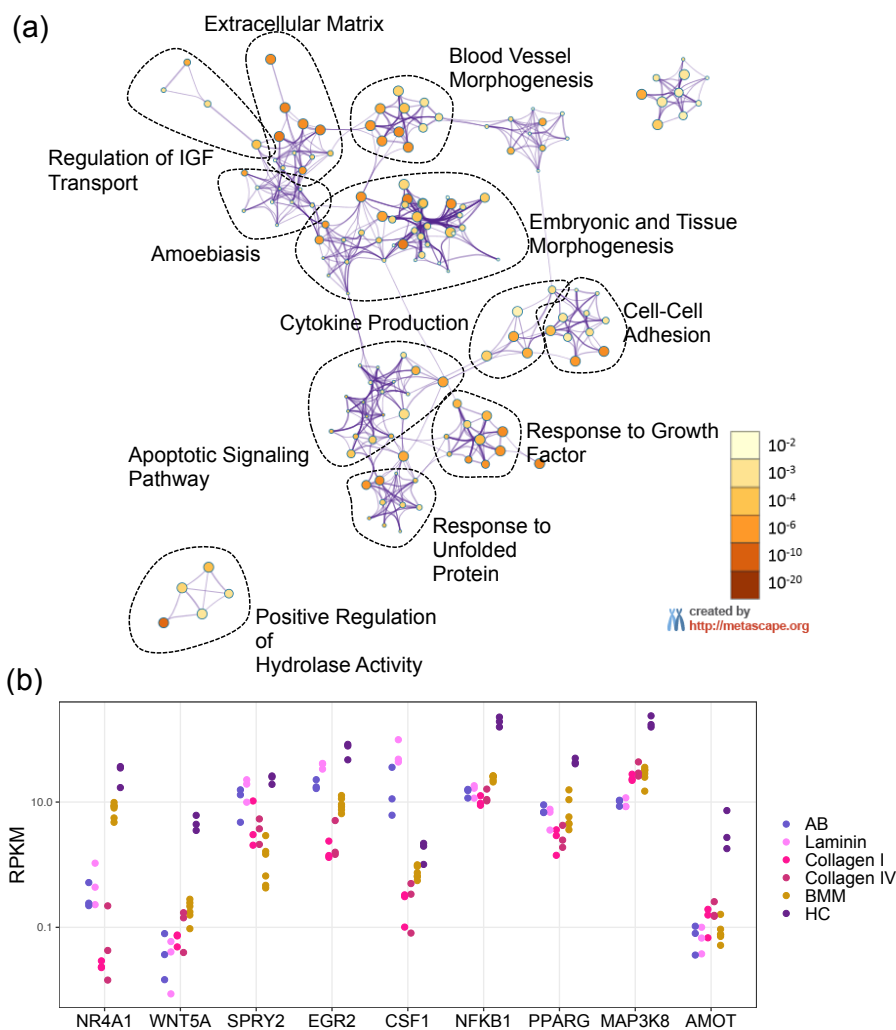 (a)
Extracellular Matrix
Blood Vessel
Morphogenesis
Regulation of IGF
Transport
Amoebiasis
Embryonic and Tissue
Morphogenesis
Cytokine Production
Cell-Cell
Adhesion
Apoptotic Signaling
Pathway
Response to Growth
Factor
Response to
Unfolded
Protein
Positive Regulation
of
Hydrolase Activity
10-2
10-3
10-4
10-6
10-10
10-20
created by
http://metascape.org
(b)
RPKM
10.0
0.1
NR4A1 WNT5A SPRY2 EGR2 CSF1 NFKB1 PPARG MAP3K8 AMOT
AB
Laminin
Collagen I
Collagen IV
BMM
HC